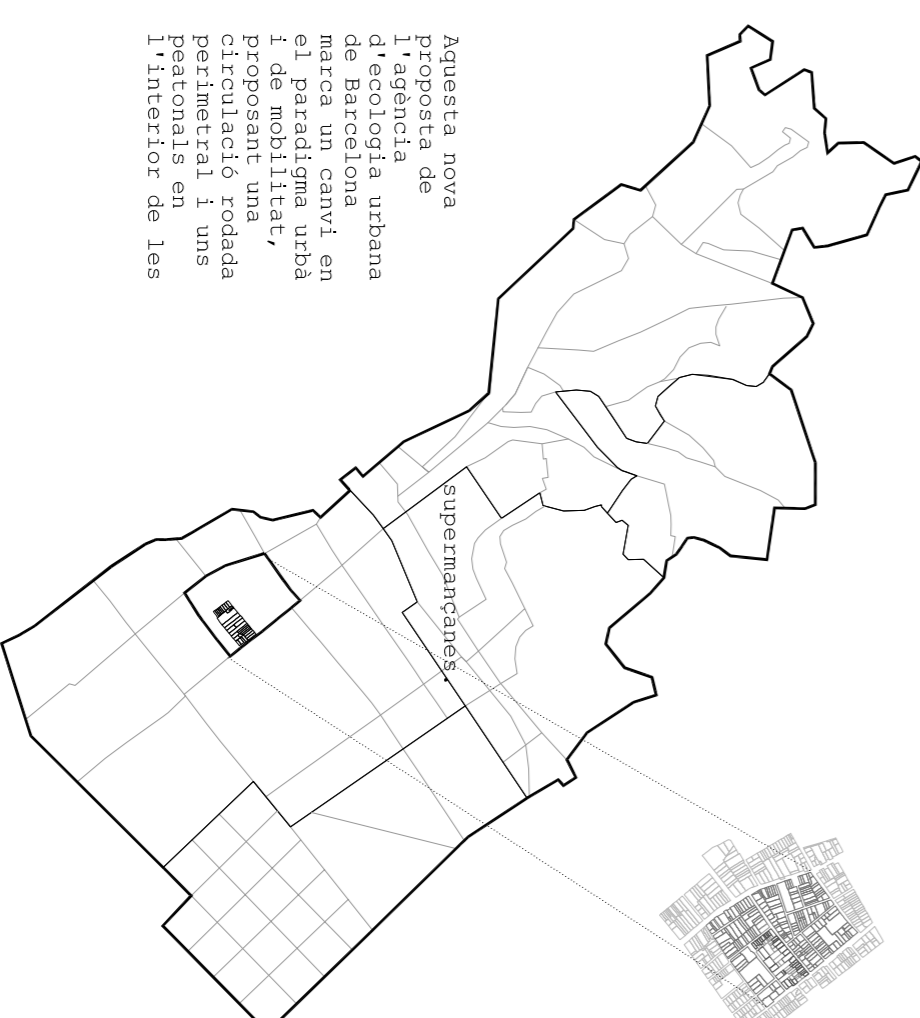 Aquesta nova
proposta de
l'agència
d'ecologia urbana
de Barcelona
marca un canvi en
el paradigma urbà
i de mobilitat,
proposant una
circulació rodada
perimetral i uns
peatonals en
l'interior de les
supermançanes.